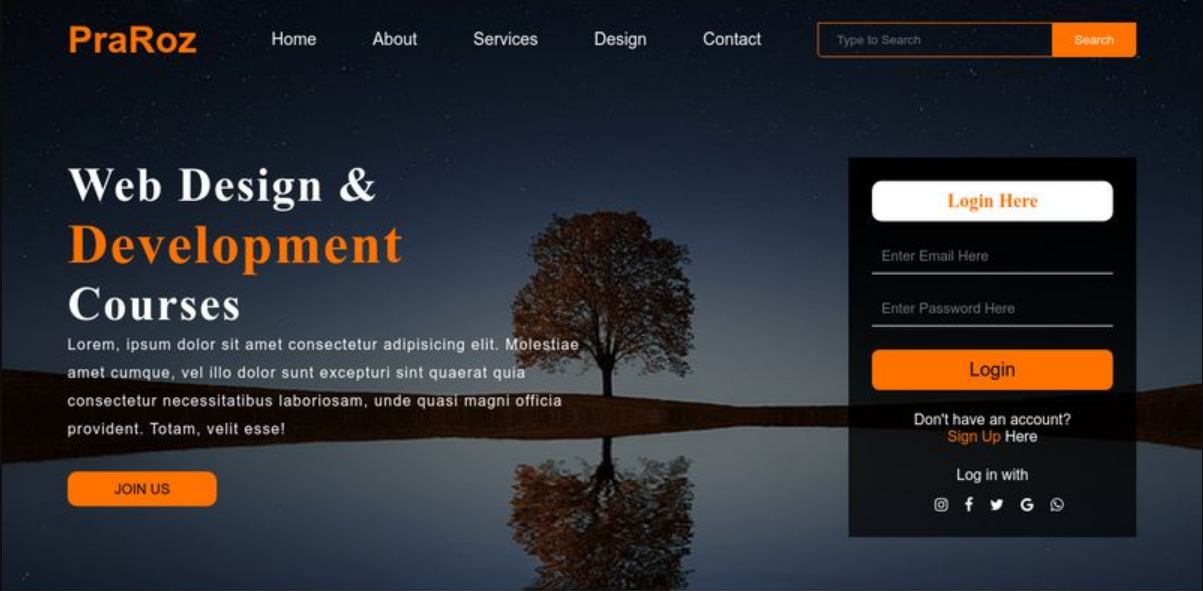 PraRoz
Home
About
Services
Design
Contact
Type to Search
Search
Web Design &
Development
Courses
Lorem, ipsum dolor sit amet consectetur adipisicing elit. Molestiae
amet cumque, vel illo dolor sunt excepturi sint quaerat quia
consectetur necessitatibus laboriosam, unde quasi magni officia
provident. Totam, velit esse!
JOIN US
Login Here
Enter Email Here
Enter Password Here
Login
Don't have an account?
Sign Up Here
Log in with